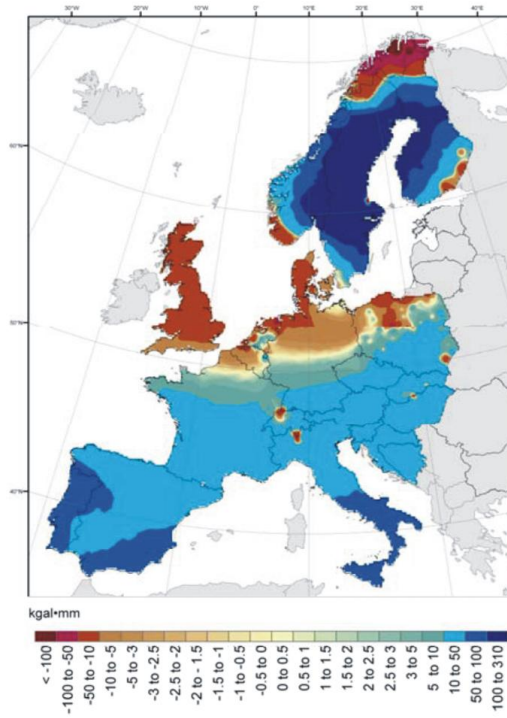 30°W 20°W 10°W 0° 10°E 20°E 30°E 40°E
60°N
50°N
40°N
kgal•mm
< -100
-100 to -50
-50 to -10
-10 to -5
-5 to -3
-3 to -2.5
-2.5 to -2
-2 to -1.5
-1.5 to -1
-1 to -0.5
-0.5 to 0
0 to 0.5
0.5 to 1
1 to 1.5
1.5 to 2
2 to 2.5
2.5 to 3
3 to 5
5 to 10
10 to 50
50 to 100
100 to 310